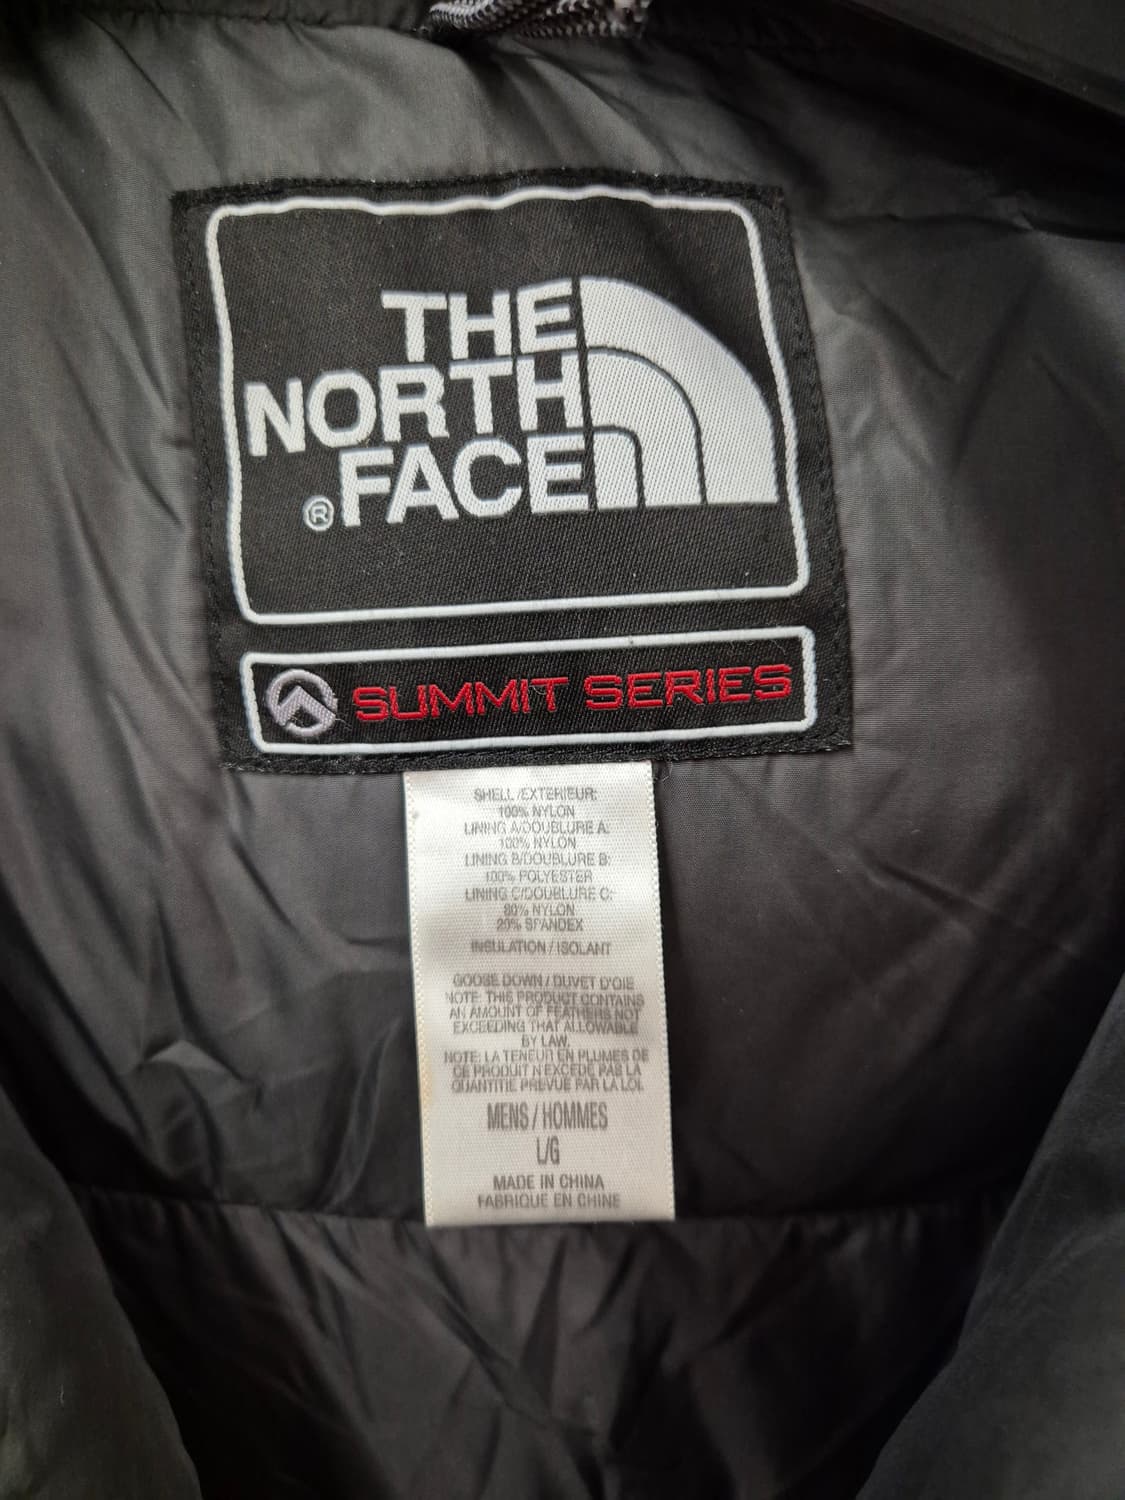 THE
NORTH
® FACE
SUMMIT SERIES
SHELL/EXTERIEUR:
100% NYLON
LINING A/DOUBLURE A:
100% NYLON
LINING B/DOUBLURE B:
100% POLYESTER
LINING C/DOUBLURE C:
80% NYLON
20% SPANDEX
INSULATION / ISOLANT
GOOSE DOWN / DUVET D'OIE
NOTE: THIS PRODUCT CONTAINS
AN AMOUNT OF FEATHERS NOT
EXCEEDING THAT ALLOWABLE
BY LAW.
NOTE: LA TENEUR EN PLUMES DE
CE PRODUIT N'EXCEDE PAS LA
QUANTITIE PREVUE PAR LA LOI.
MENS / HOMMES
L/G
MADE IN CHINA
FABRIQUE EN CHINE